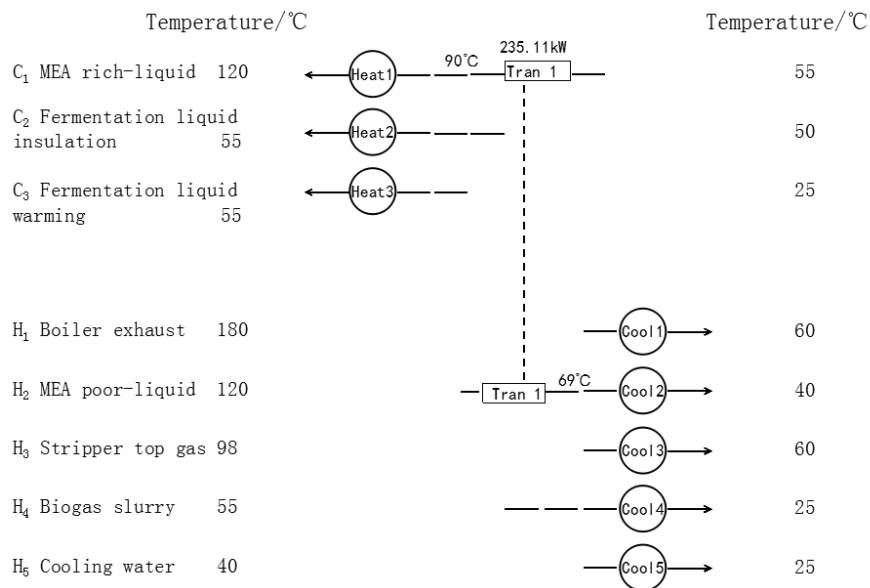 Temperature/℃ Temperature/℃
235.11kW
90℃
C₁ MEA rich-liquid 120 Heat1 Tran 1 55
C₂ Fermentation liquid
insulation 55 Heat2 50
C₃ Fermentation liquid
warming 55 Heat3 25
H₁ Boiler exhaust 180 Cool1 60
69℃
H₂ MEA poor-liquid 120 Tran 1 Cool2 40
H₃ Stripper top gas 98 Cool3 60
H₄ Biogas slurry 55 Cool4 25
H₅ Cooling water 40 Cool5 25